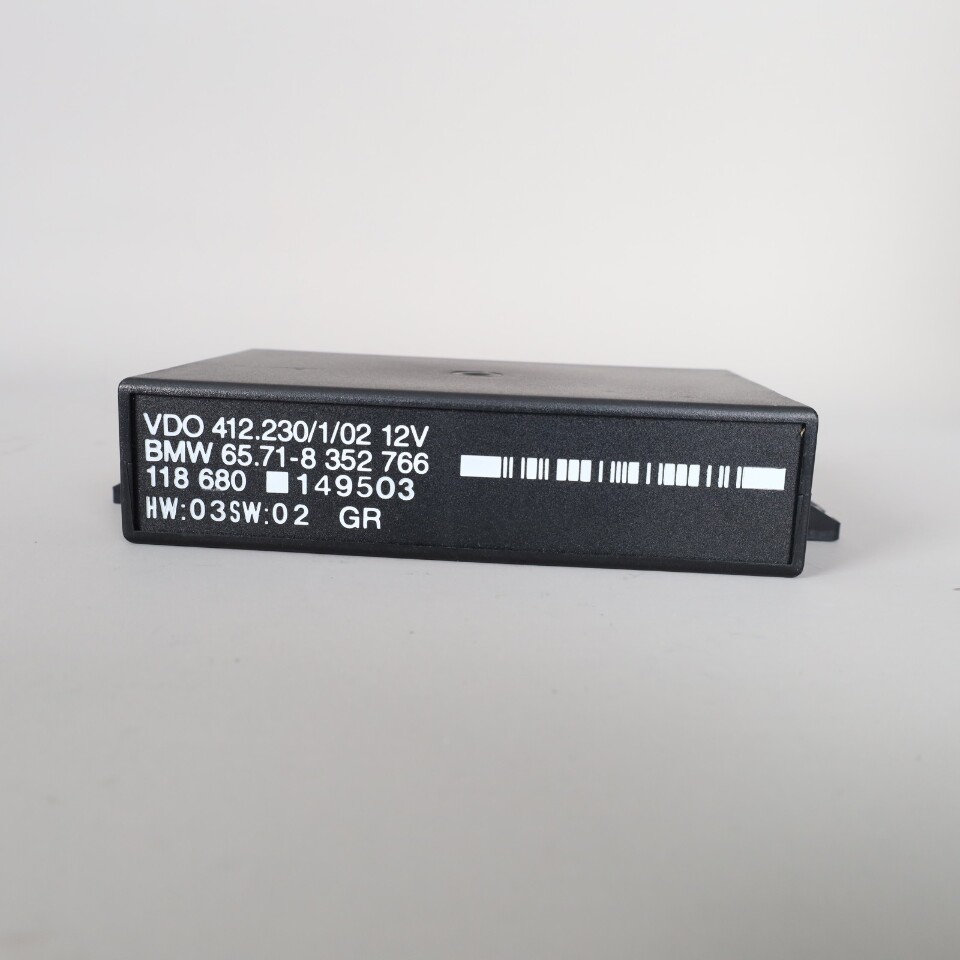 VDO 412.230/1/02 12V
BMW 65.71-8 352 766
118 680 149503
HW:03SW:02 GR